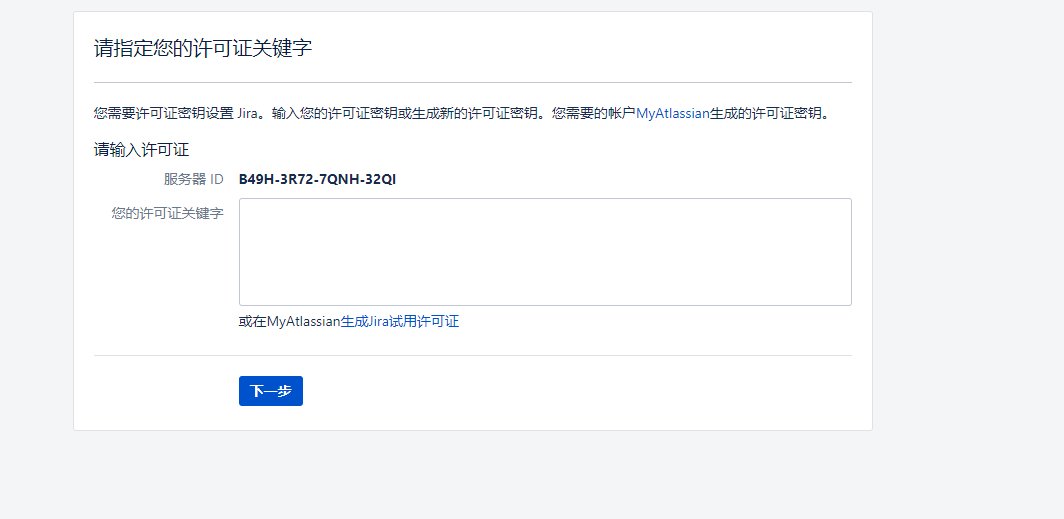 请指定您的许可证关键字
您需要许可证密钥设置 Jira。输入您的许可证密钥或生成新的许可证密钥。您需要的帐户MyAtlassian生成的许可证密钥。
请输入许可证
服务器 ID B49H-3R72-7QNH-32QI
您的许可证关键字
或在MyAtlassian生成Jira试用许可证
下一步